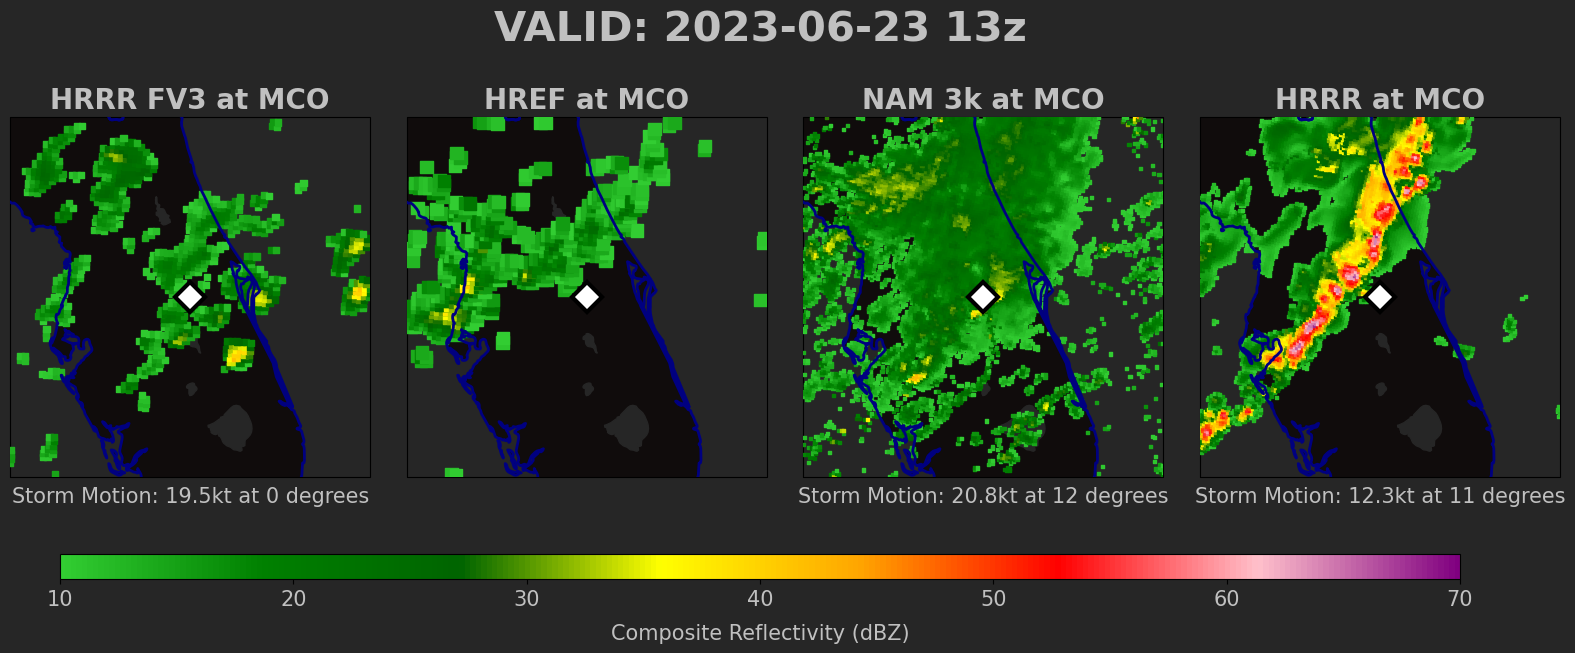 VALID: 2023-06-23 13z
HRRR FV3 at MCO
HREF at MCO
NAM 3k at MCO
HRRR at MCO
Storm Motion: 19.5kt at 0 degrees
Storm Motion: 20.8kt at 12 degrees
Storm Motion: 12.3kt at 11 degrees
10 20 30 40 50 60 70
Composite Reflectivity (dBZ)